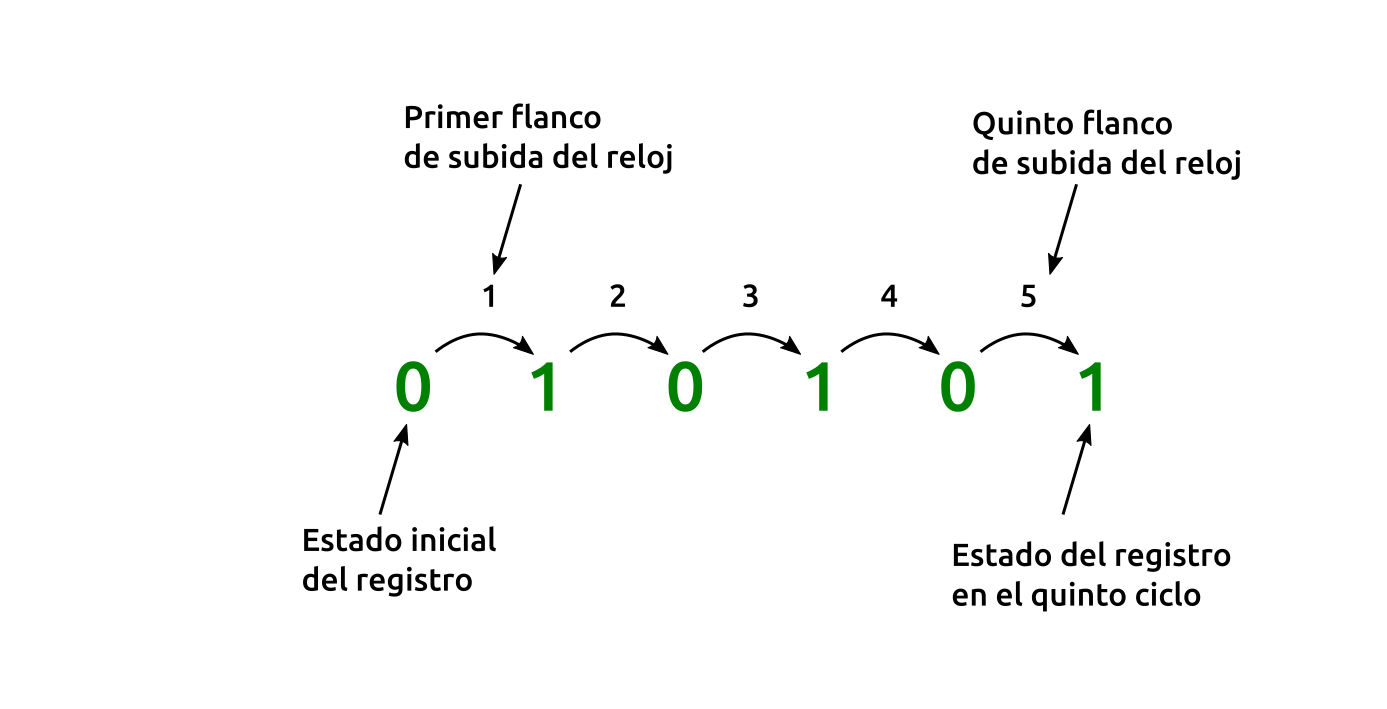 Primer flanco
de subida del reloj
Quinto flanco
de subida del reloj
1 2 3 4 5
0 1 0 1 0 1
Estado inicial
del registro
Estado del registro
en el quinto ciclo